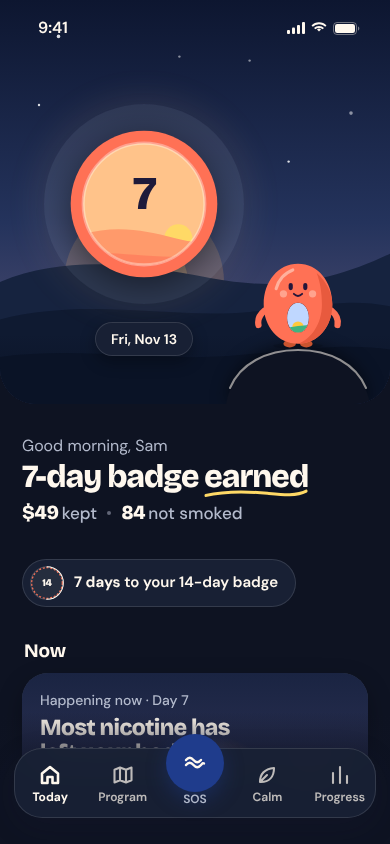 9:41
7
Fri, Nov 13
Good morning, Sam
7-day badge earned
$49 kept • 84 not smoked
14 7 days to your 14-day badge
Now
Happening now · Day 7
Most nicotine has
Today Program SOS Calm Progress